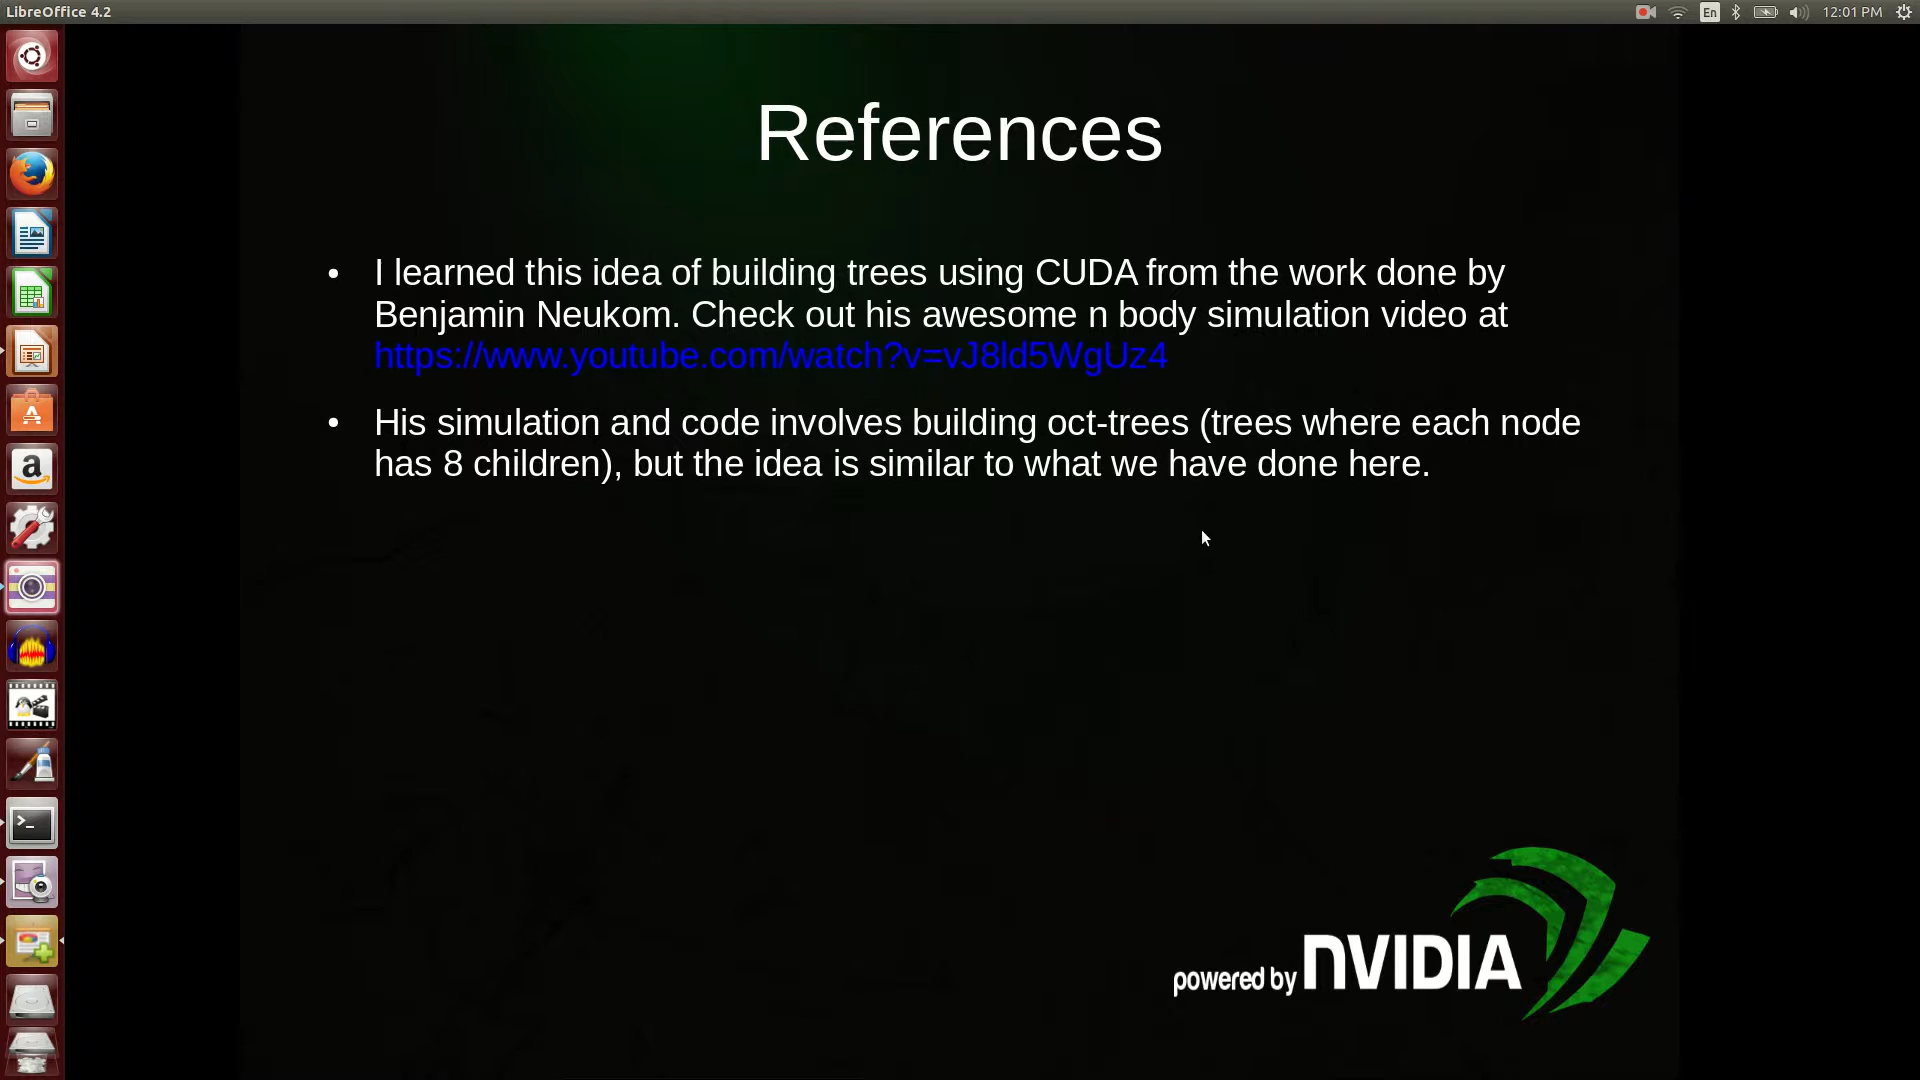 LibreOffice 4.2
En
12:01 PM
References
• I learned this idea of building trees using CUDA from the work done by
Benjamin Neukom. Check out his awesome n body simulation video at
https://www.youtube.com/watch?v=vJ8ld5WgUz4
• His simulation and code involves building oct-trees (trees where each node
has 8 children), but the idea is similar to what we have done here.
powered by NVIDIA